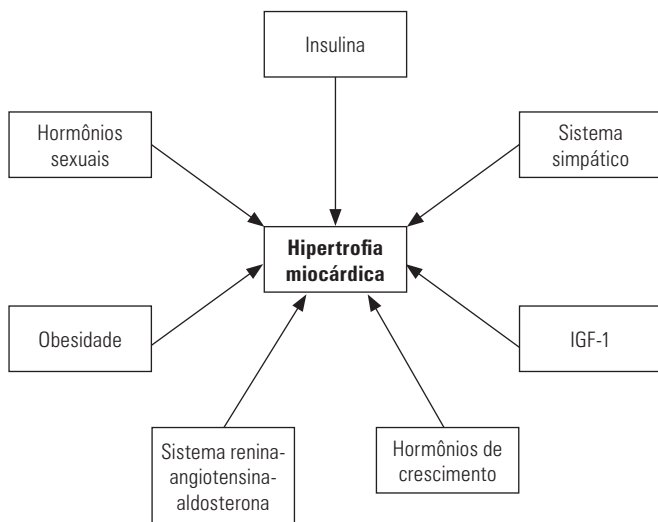 Insulina
Hormônios
sexuais
Sistema
simpático
Hipertrofia
miocárdica
Obesidade
IGF-1
Sistema renina-
angiotensina-
aldosterona
Hormônios de
crescimento